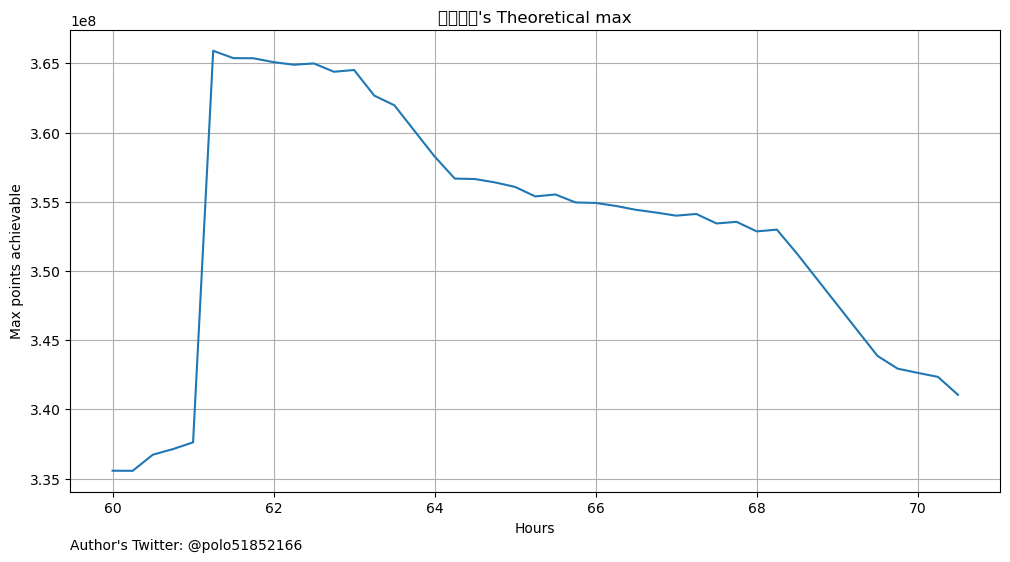 's Theoretical max
1e8
3.65
3.60
3.55
3.50
3.45
3.40
3.35
Max points achievable
60 62 64 66 68 70
Hours
Author's Twitter: @polo51852166